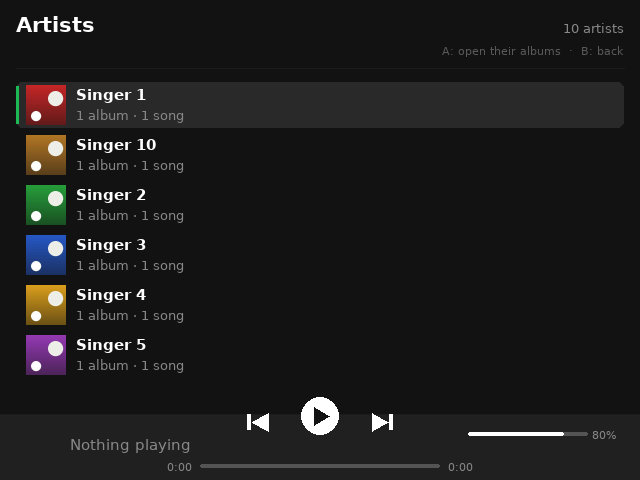 Artists
10 artists
A: open their albums · B: back
Singer 1
1 album · 1 song
Singer 10
1 album · 1 song
Singer 2
1 album · 1 song
Singer 3
1 album · 1 song
Singer 4
1 album · 1 song
Singer 5
1 album · 1 song
Nothing playing
80%
0:00
0:00